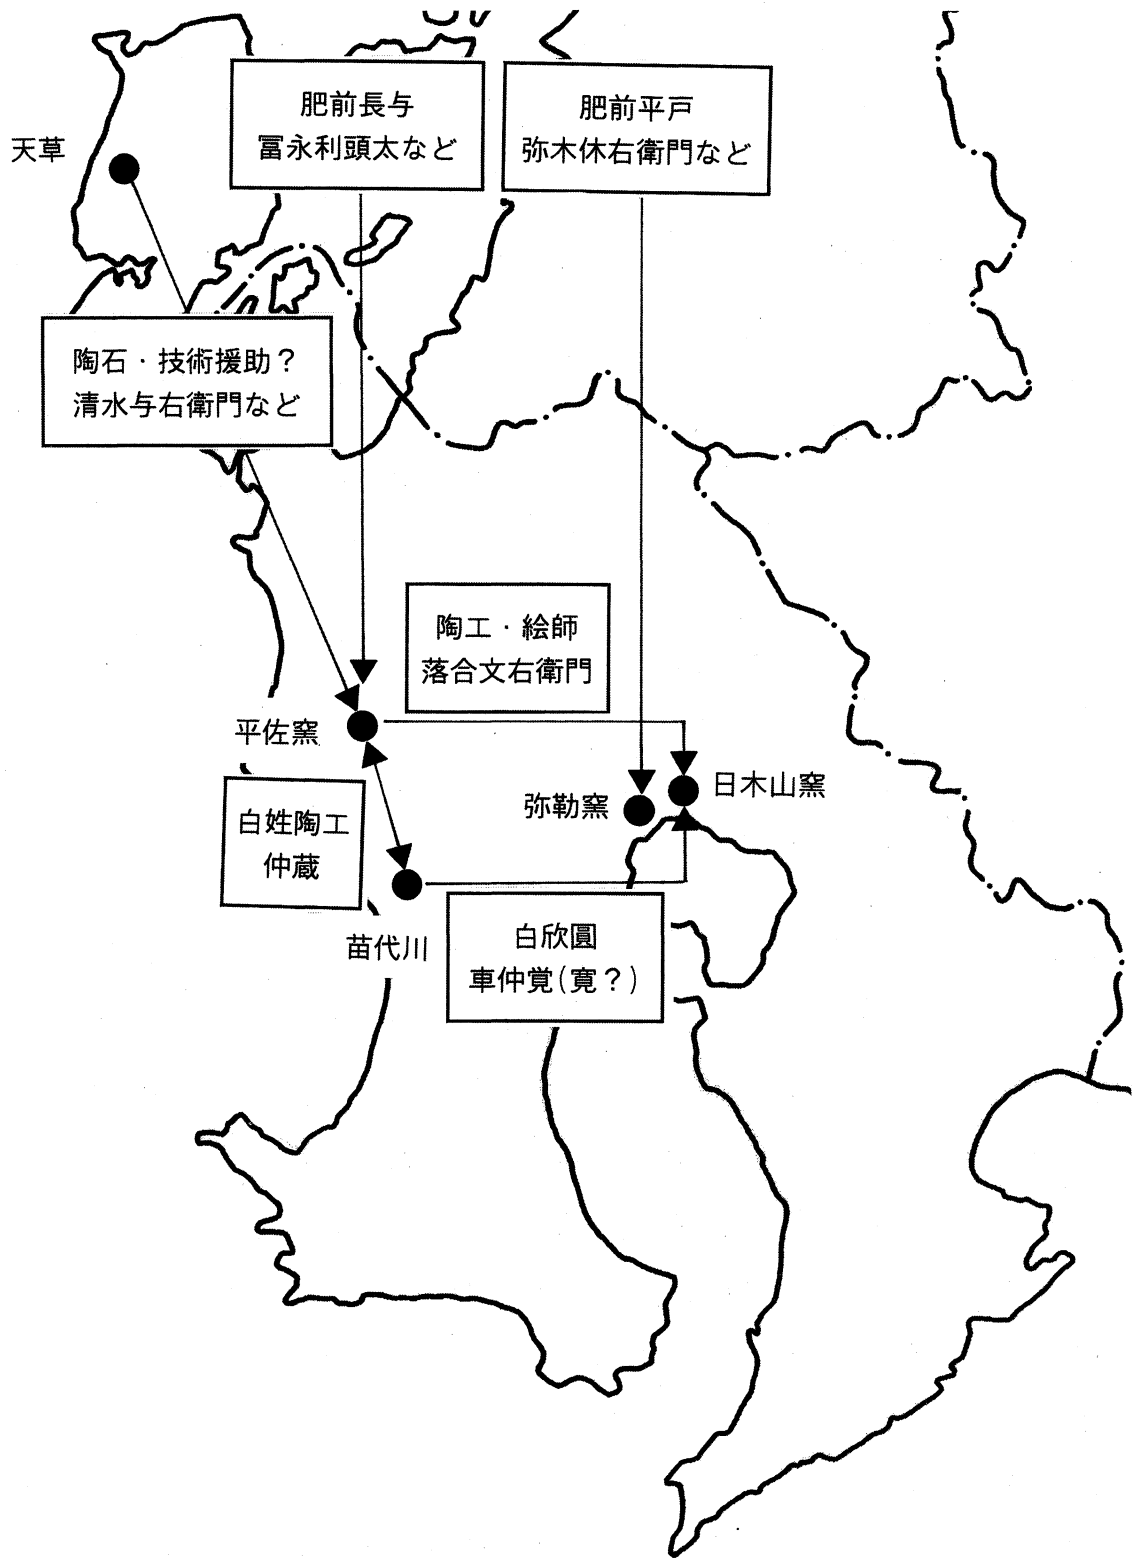 肥前長与
冨永利頭太など
肥前平戸
弥木休右衛門など
天草
陶石・技術援助？
清水与右衛門など
陶工・絵師
落合文右衛門
平佐窯
日木山窯
弥勒窯
白姓陶工
仲蔵
苗代川
白欣圓
車仲覚(寛？)